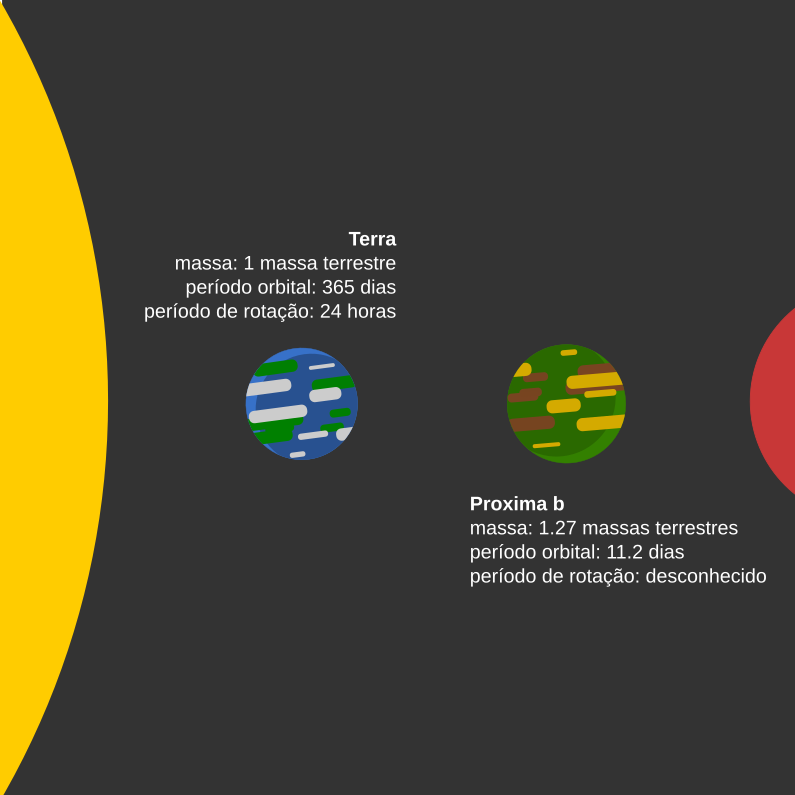 Terra
massa: 1 massa terrestre
período orbital: 365 dias
período de rotação: 24 horas
Proxima b
massa: 1.27 massas terrestres
período orbital: 11.2 dias
período de rotação: desconhecido